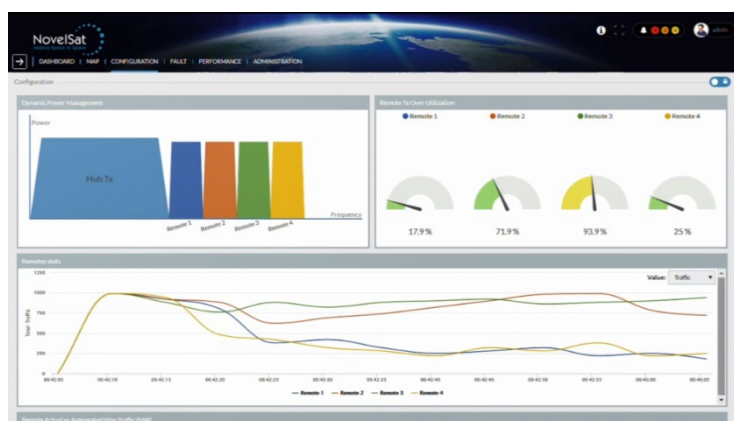 NovelSat
DASHBOARD | MAP | CONFIGURATION | FAULT | PERFORMANCE | ADMINISTRATION
admin
Configuration
Dynamic Power Management
Power
Hub Tx
Frequency
Remote 1 Remote 2 Remote 3 Remote 4
Remote Tx Over Utilization
Remote 1 Remote 2 Remote 3 Remote 4
17.9% 71.9% 93.9% 25%
Remotes stats
Value: Traffic
Total Traffic
1250
1000
750
500
250
0
00:42:05 00:42:10 00:42:15 00:42:20 00:42:25 00:42:30 00:42:35 00:42:40 00:42:45 00:42:50 00:42:55 00:43:00 00:43:05
Remote 1 Remote 2 Remote 3 Remote 4